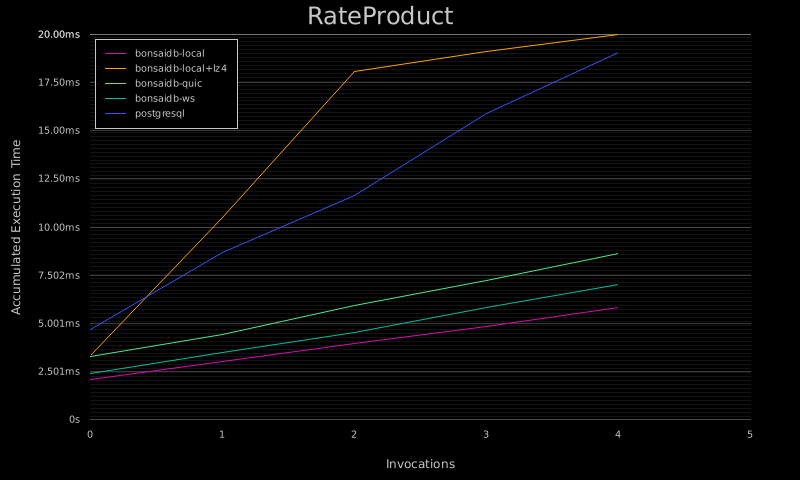 RateProduct
20.00ms
17.50ms
15.00ms
12.50ms
10.00ms
7.502ms
5.001ms
2.501ms
0s
Accumulated Execution Time
bonsaidb-local
bonsaidb-local+lz4
bonsaidb-quic
bonsaidb-ws
postgresql
0 1 2 3 4 5
Invocations